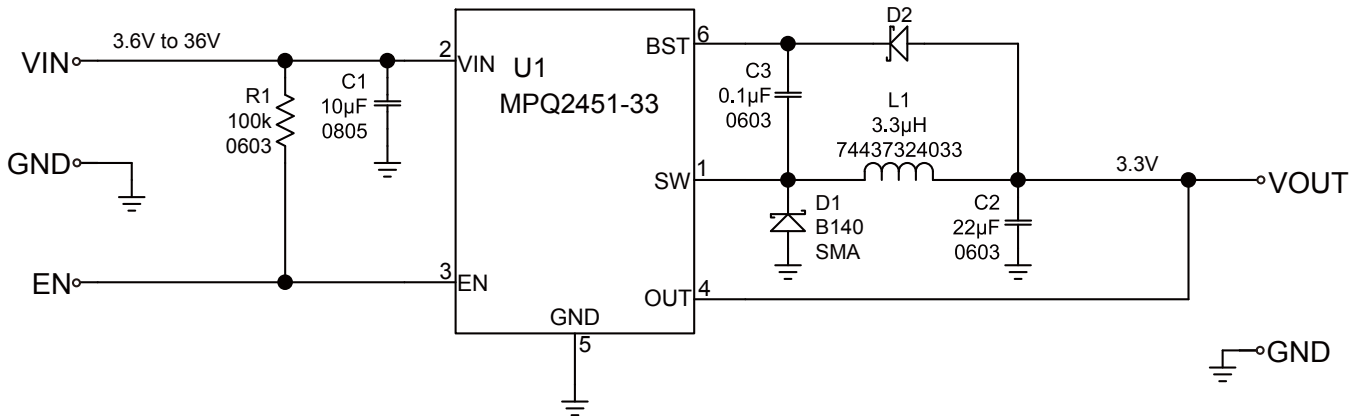 VIN
3.6V to 36V
GND
EN
R1
100k
0603
C1
10µF
0805
2
VIN
U1
MPQ2451-33
3
EN
GND
5
BST
6
SW
1
OUT
4
D2
C3
0.1µF
0603
L1
3.3µH
74437324033
D1
B140
SMA
C2
22µF
0603
3.3V
VOUT
GND